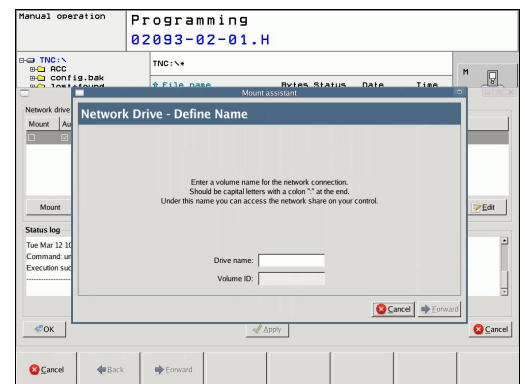 Manual operation
Programming
02093-02-01.H
TNC:\
ACC
config.bak
TNC:\*
File name Bytes Status Date Time
M
Mount assistant
Network drive
Mount Au
Network Drive - Define Name
Enter a volume name for the network connection.
Should be capital letters with a colon ":" at the end.
Under this name you can access the network share on your control.
Mount
Edit
Status log
Tue Mar 12 10
Command: un
Execution suc
--------------
Drive name:
Volume ID:
Cancel Forward
OK Apply Cancel
Cancel Back Forward